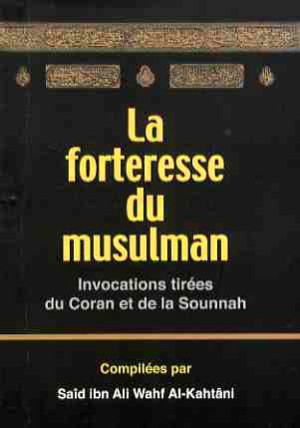 La
forteresse
du
musulman
Invocations tirées
du Coran et de la Sounnah
Compilées par
Saïd ibn Ali Wahf Al-Kahtâni